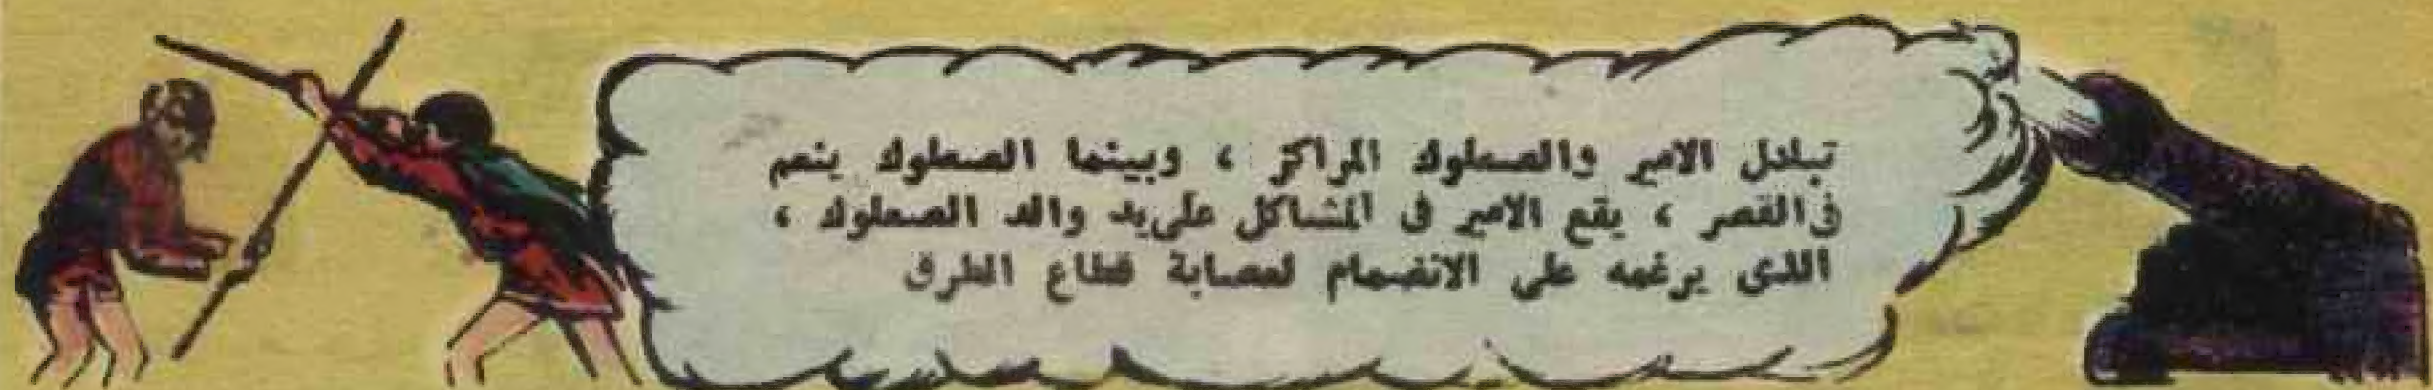 تبادل الامير والصعلوك المراكز ، وبينما الصعلوك ينعم
فى القصر ، يقع الامير فى المشاكل على يد والد الصعلوك ،
الذى يرغمه على الانضمام لعصابة قطاع الطرق